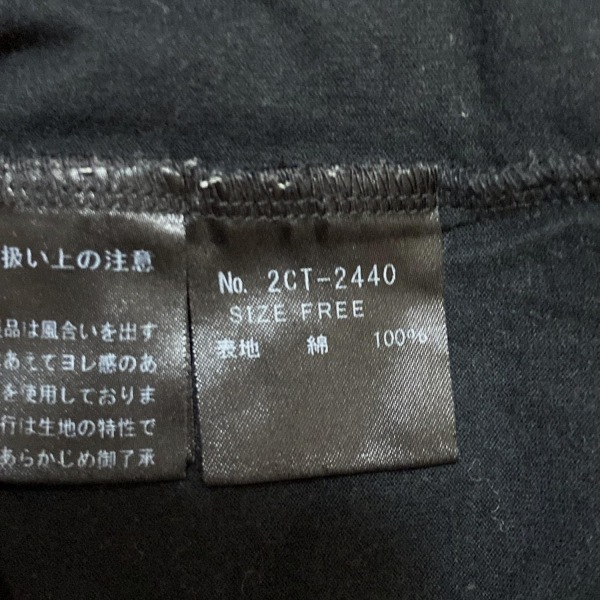 扱い上の注意
品は風合いを出す
あえてヨレ感のあ
を使用しておりま
行は生地の特性で
あらかじめ御了承
No. 2CT-2440
SIZE FREE
表地 綿 100%